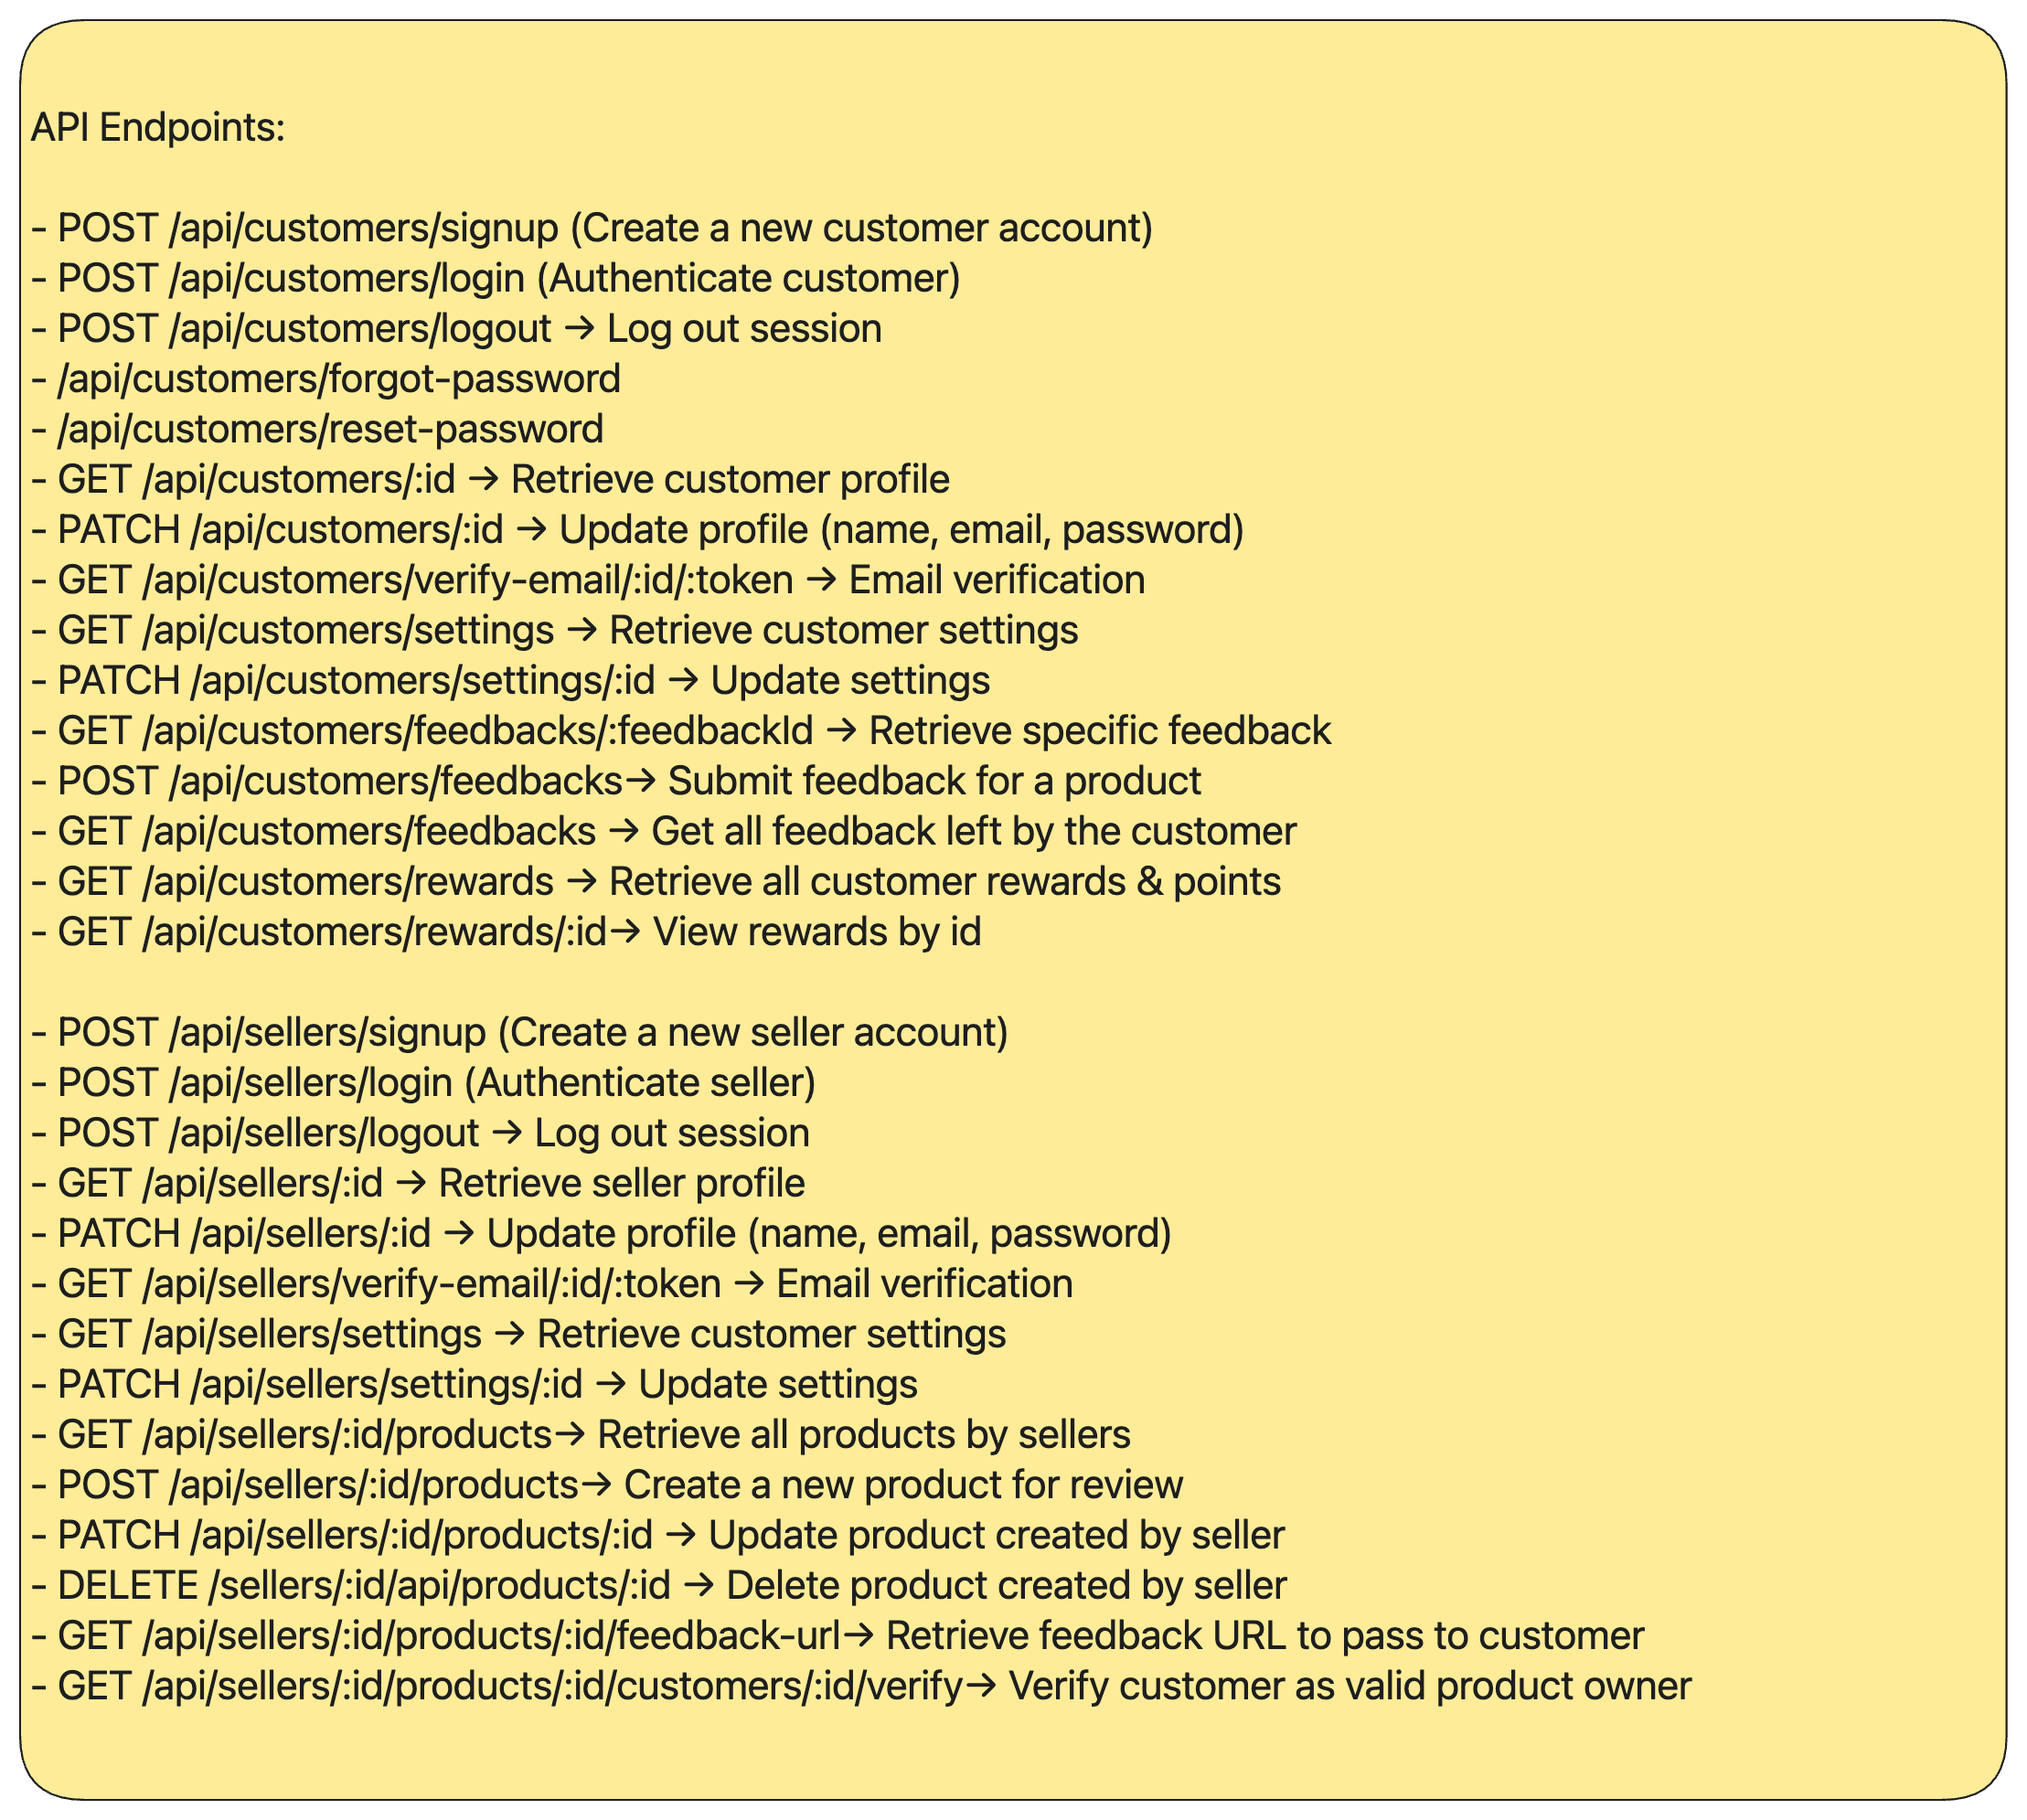 API Endpoints:
- POST /api/customers/signup (Create a new customer account)
- POST /api/customers/login (Authenticate customer)
- POST /api/customers/logout → Log out session
- /api/customers/forgot-password
- /api/customers/reset-password
- GET /api/customers/:id → Retrieve customer profile
- PATCH /api/customers/:id → Update profile (name, email, password)
- GET /api/customers/verify-email/:id/:token → Email verification
- GET /api/customers/settings → Retrieve customer settings
- PATCH /api/customers/settings/:id → Update settings
- GET /api/customers/feedbacks/:feedbackId → Retrieve specific feedback
- POST /api/customers/feedbacks→ Submit feedback for a product
- GET /api/customers/feedbacks → Get all feedback left by the customer
- GET /api/customers/rewards → Retrieve all customer rewards & points
- GET /api/customers/rewards/:id→ View rewards by id
- POST /api/sellers/signup (Create a new seller account)
- POST /api/sellers/login (Authenticate seller)
- POST /api/sellers/logout → Log out session
- GET /api/sellers/:id → Retrieve seller profile
- PATCH /api/sellers/:id → Update profile (name, email, password)
- GET /api/sellers/verify-email/:id/:token → Email verification
- GET /api/sellers/settings → Retrieve customer settings
- PATCH /api/sellers/settings/:id → Update settings
- GET /api/sellers/:id/products→ Retrieve all products by sellers
- POST /api/sellers/:id/products→ Create a new product for review
- PATCH /api/sellers/:id/products/:id → Update product created by seller
- DELETE /sellers/:id/api/products/:id → Delete product created by seller
- GET /api/sellers/:id/products/:id/feedback-url→ Retrieve feedback URL to pass to customer
- GET /api/sellers/:id/products/:id/customers/:id/verify→ Verify customer as valid product owner